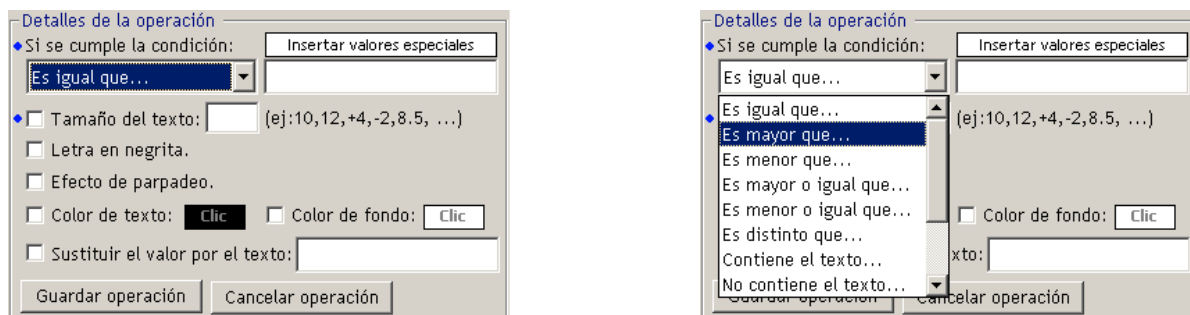 Detalles de la operación
Si se cumple la condición: Insertar valores especiales
Es igual que...
Tamaño del texto: (ej:10,12,+4,-2,8.5, ...)
Letra en negrita.
Efecto de parpadeo.
Color de texto: Clic Color de fondo: Clic
Sustituir el valor por el texto:
Guardar operación Cancelar operación
Detalles de la operación
Si se cumple la condición: Insertar valores especiales
Es igual que...
Es igual que...
(ej:10,12,+4,-2,8.5, ...)
Es mayor que...
Es menor que...
Es mayor o igual que...
Es menor o igual que...
Color de fondo: Clic
Es distinto que...
Contiene el texto...
xto:
No contiene el texto...
Guardar operación Cancelar operación